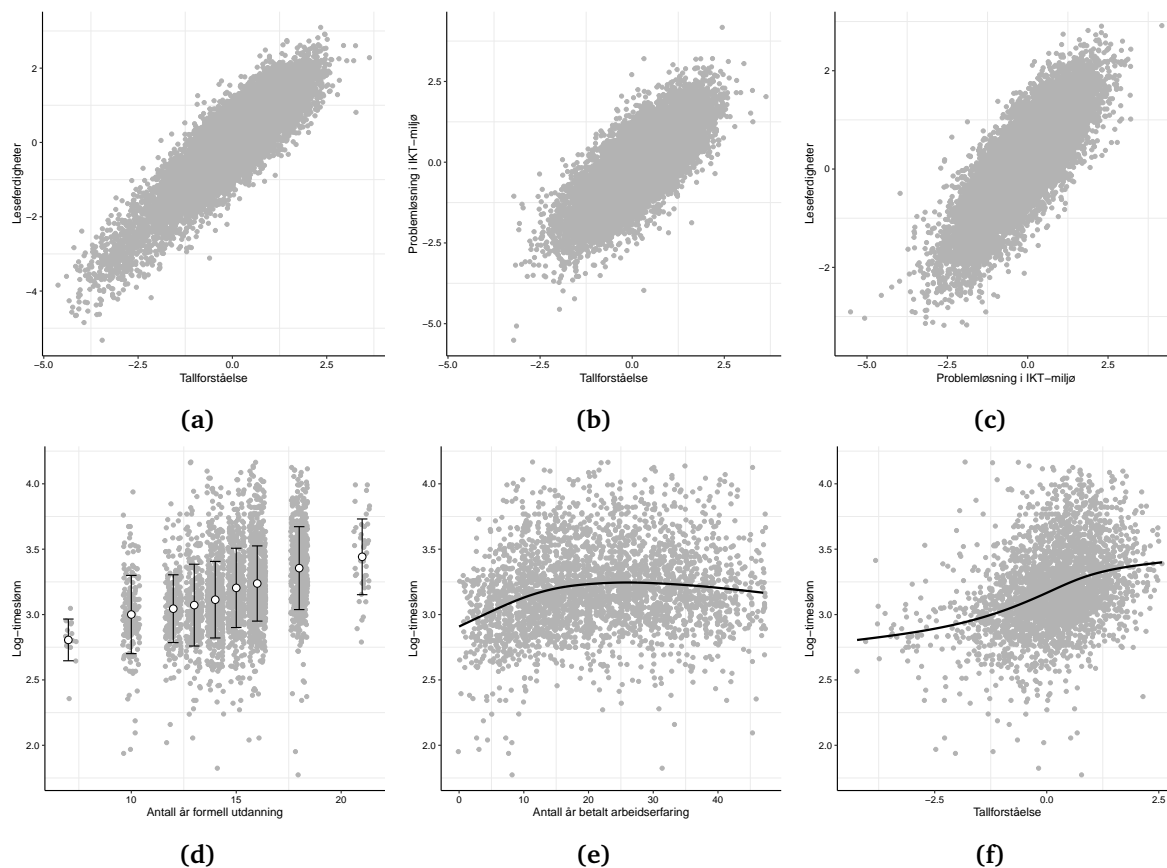 Leseferdigheter
2
0
−2
−4
−5.0
−2.5
0.0
2.5
Tallforståelse
(a)
Problemløsning i IKT−miljø
2.5
0.0
−2.5
−5.0
−5.0
−2.5
0.0
2.5
Tallforståelse
(b)
Leseferdigheter
2
0
−2
−5.0
−2.5
0.0
2.5
Problemløsning i IKT−miljø
(c)
Log−timeslønn
4.0
3.5
3.0
2.5
2.0
10
15
20
Antall år formell utdanning
(d)
Log−timeslønn
4.0
3.5
3.0
2.5
2.0
0
10
20
30
40
Antall år betalt arbeidserfaring
(e)
Log−timeslønn
4.0
3.5
3.0
2.5
2.0
−2.5
0.0
2.5
Tallforståelse
(f)